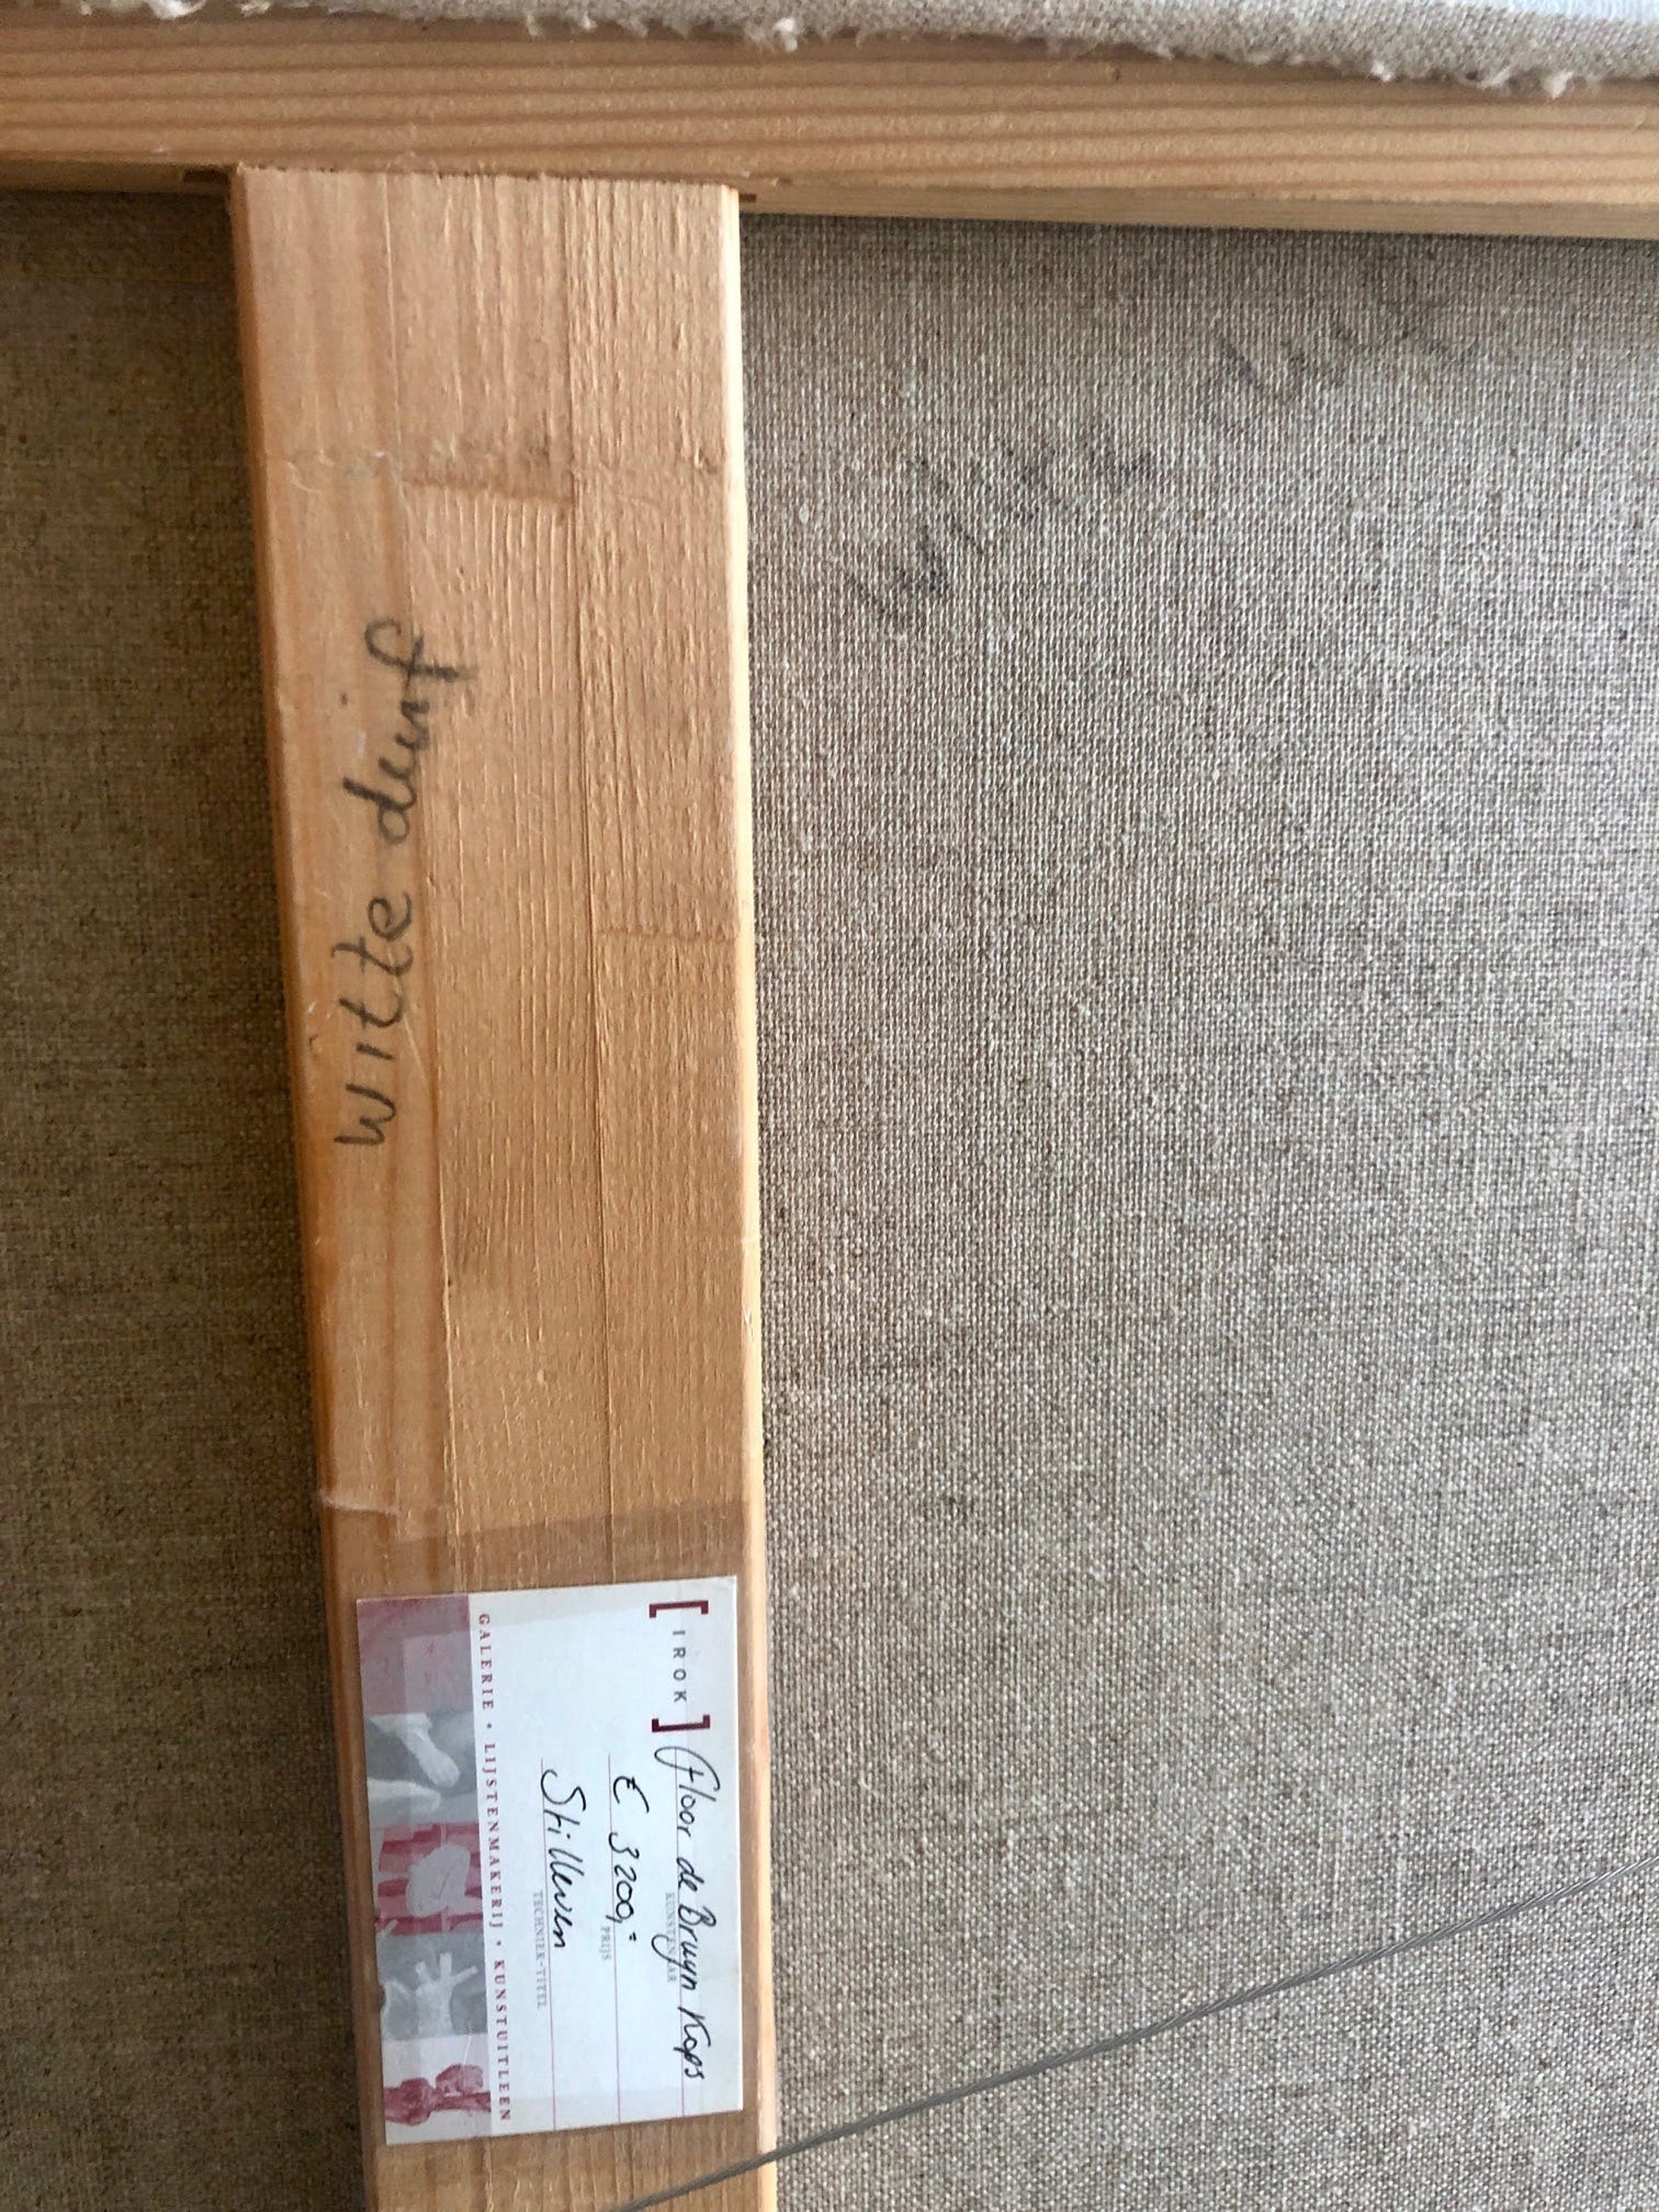 witte duif
[ IROK ]
Floor de Bruyn Kops
KUNSTENAAR
€ 3200,=
PRIJS
Stilleven
TECHNIEK-TITEL
GALERIE • LIJSTENMAKERIJ • KUNSTUITLEEN